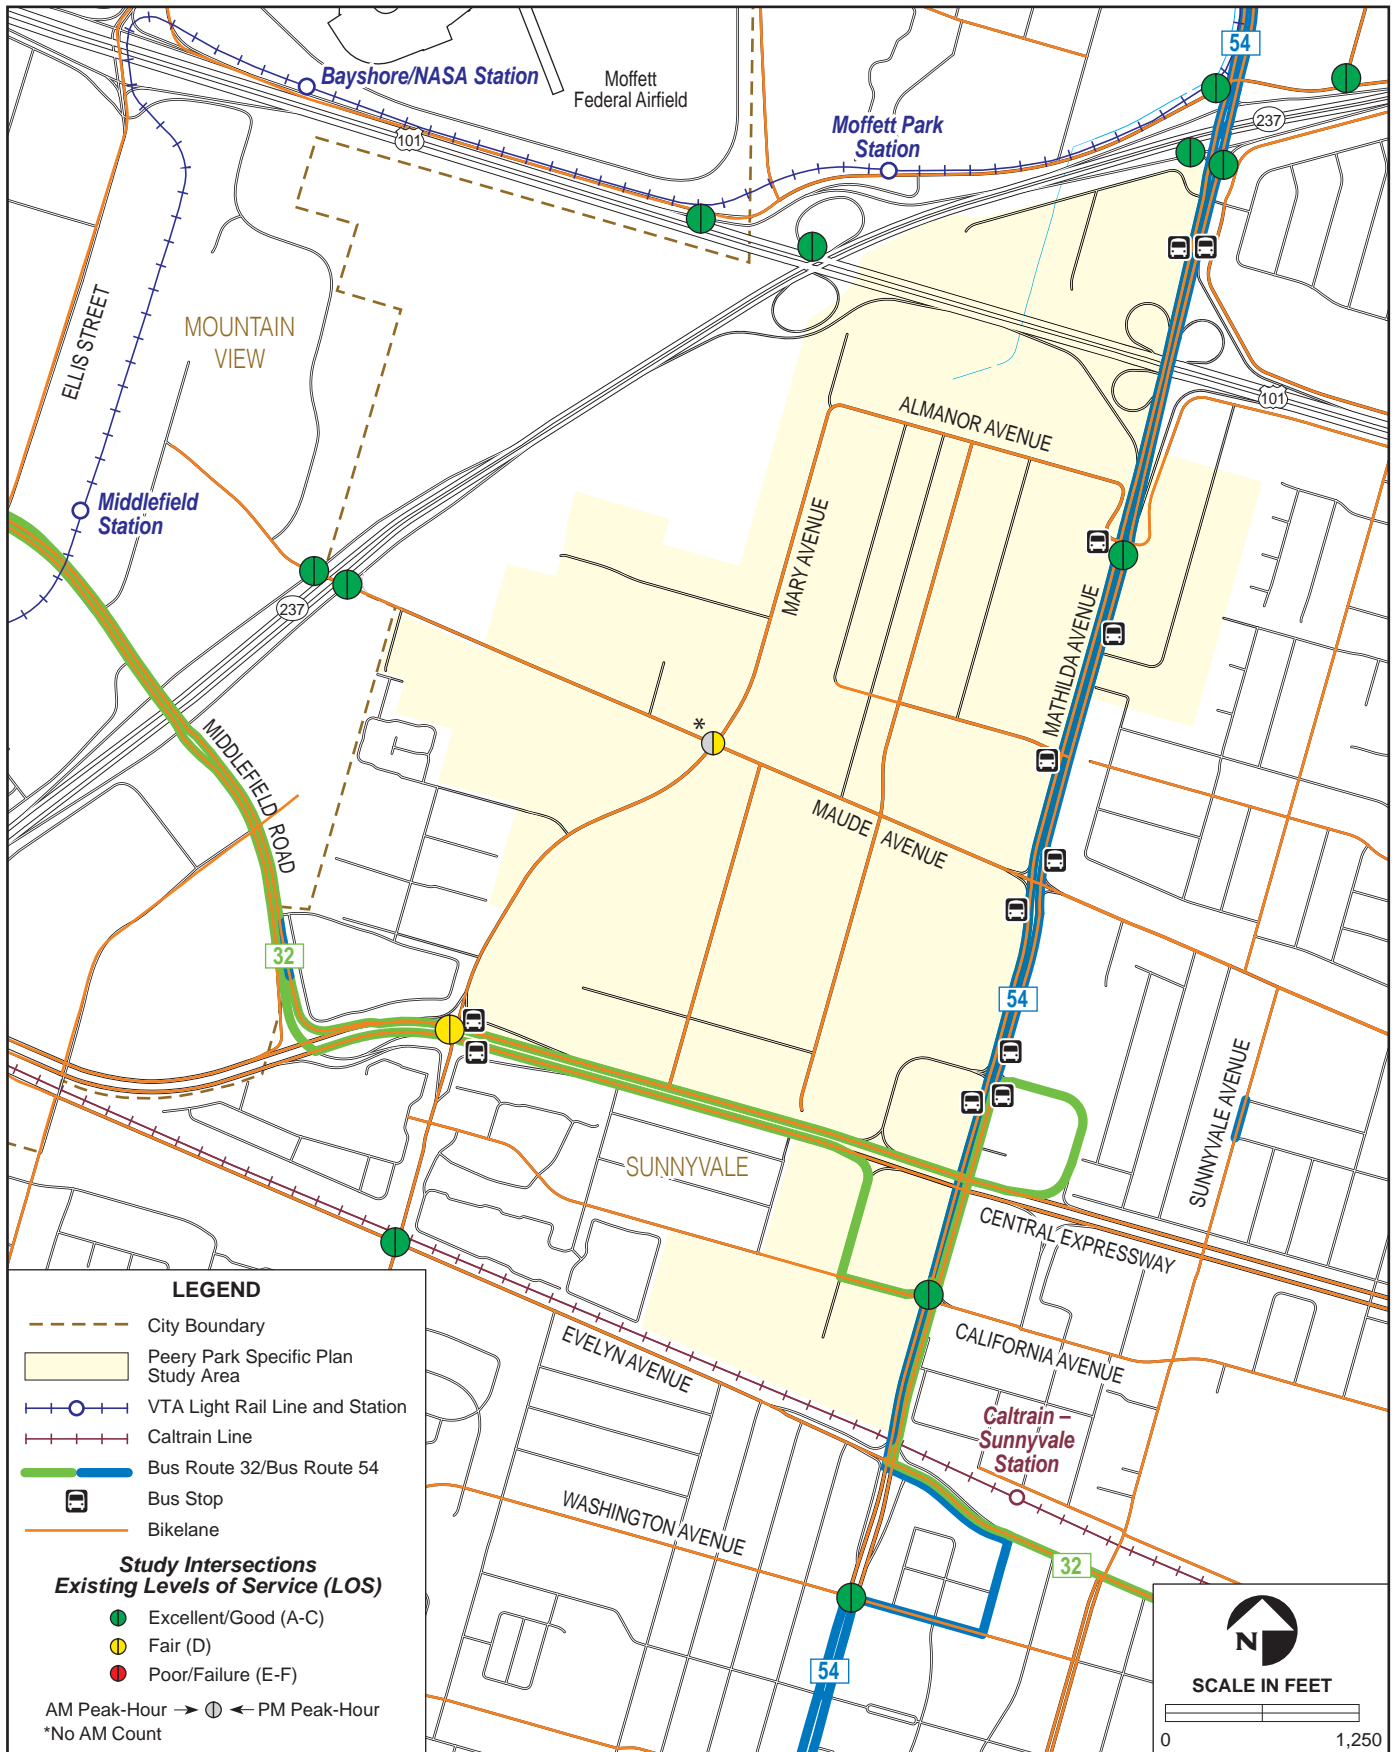 54
Bayshore/NASA Station
Moffett
Federal Airfield
Moffett Park
Station
101
237
ELLIS STREET
MOUNTAIN
VIEW
101
ALMANOR AVENUE
Middlefield
Station
MARY AVENUE
237
MATHILDA AVENUE
*
MIDDLEFIELD ROAD
MAUDE AVENUE
32
54
SUNNYVALE AVENUE
SUNNYVALE
CENTRAL EXPRESSWAY
CALIFORNIA AVENUE
EVELYN AVENUE
Caltrain –
Sunnyvale
Station
WASHINGTON AVENUE
32
54
LEGEND
City Boundary
Peery Park Specific Plan
Study Area
VTA Light Rail Line and Station
Caltrain Line
Bus Route 32/Bus Route 54
Bus Stop
Bikelane
Study Intersections
Existing Levels of Service (LOS)
Excellent/Good (A-C)
Fair (D)
Poor/Failure (E-F)
AM Peak-Hour PM Peak-Hour
*No AM Count
N
SCALE IN FEET
0 1,250